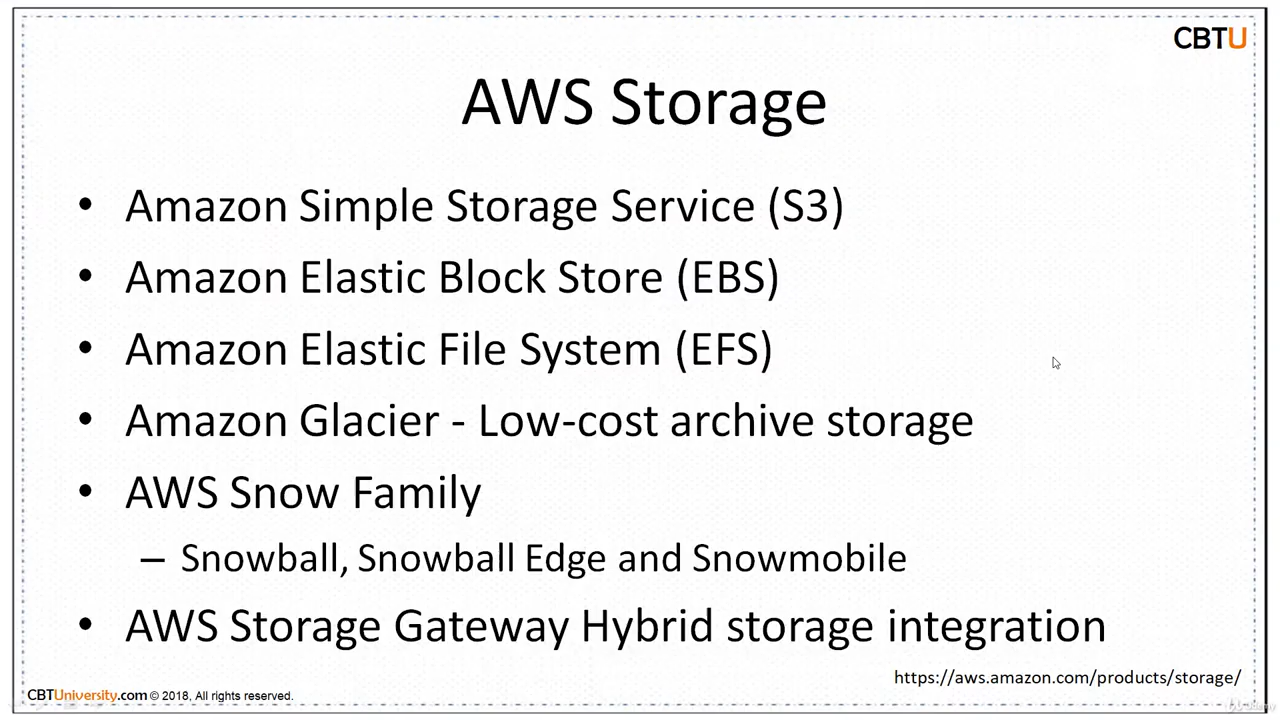 CBTU
AWS Storage
• Amazon Simple Storage Service (S3)
• Amazon Elastic Block Store (EBS)
• Amazon Elastic File System (EFS)
• Amazon Glacier - Low-cost archive storage
• AWS Snow Family
– Snowball, Snowball Edge and Snowmobile
• AWS Storage Gateway Hybrid storage integration
https://aws.amazon.com/products/storage/
CBTUniversity.com © 2018, All rights reserved.